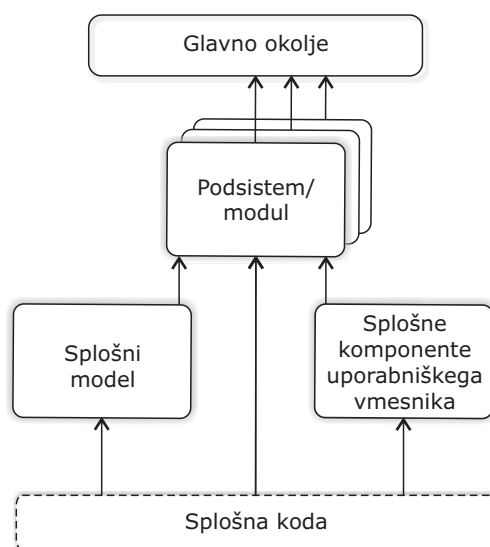 Glavno okolje
Podsistem/
modul
Splošni
model
Splošne
komponente
uporabniškega
vmesnika
Splošna koda